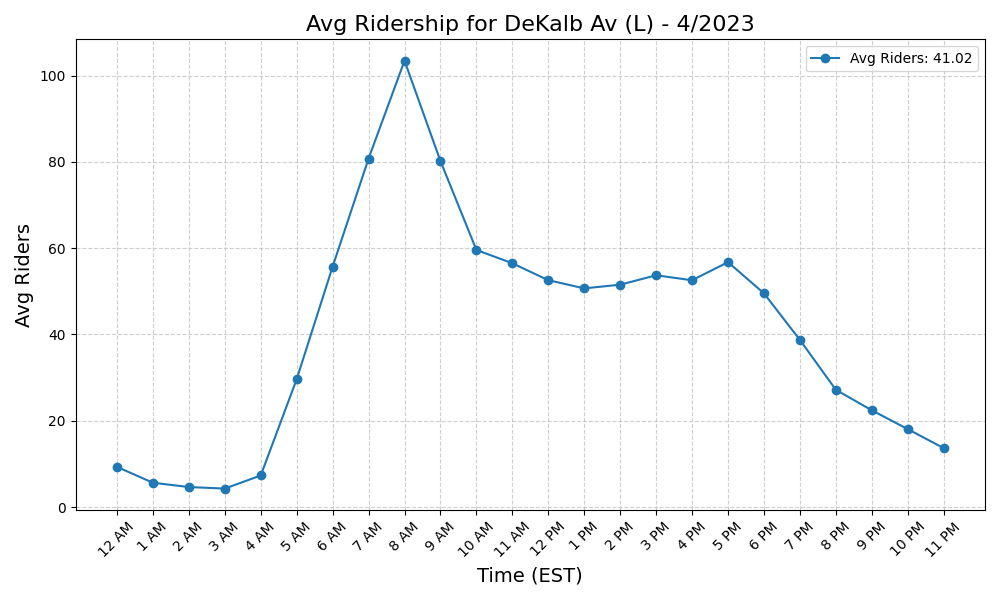 Avg Ridership for DeKalb Av (L) - 4/2023
Avg Riders: 41.02
Avg Riders
100
80
60
40
20
0
12 AM
1 AM
2 AM
3 AM
4 AM
5 AM
6 AM
7 AM
8 AM
9 AM
10 AM
11 AM
12 PM
1 PM
2 PM
3 PM
4 PM
5 PM
6 PM
7 PM
8 PM
9 PM
10 PM
11 PM
Time (EST)